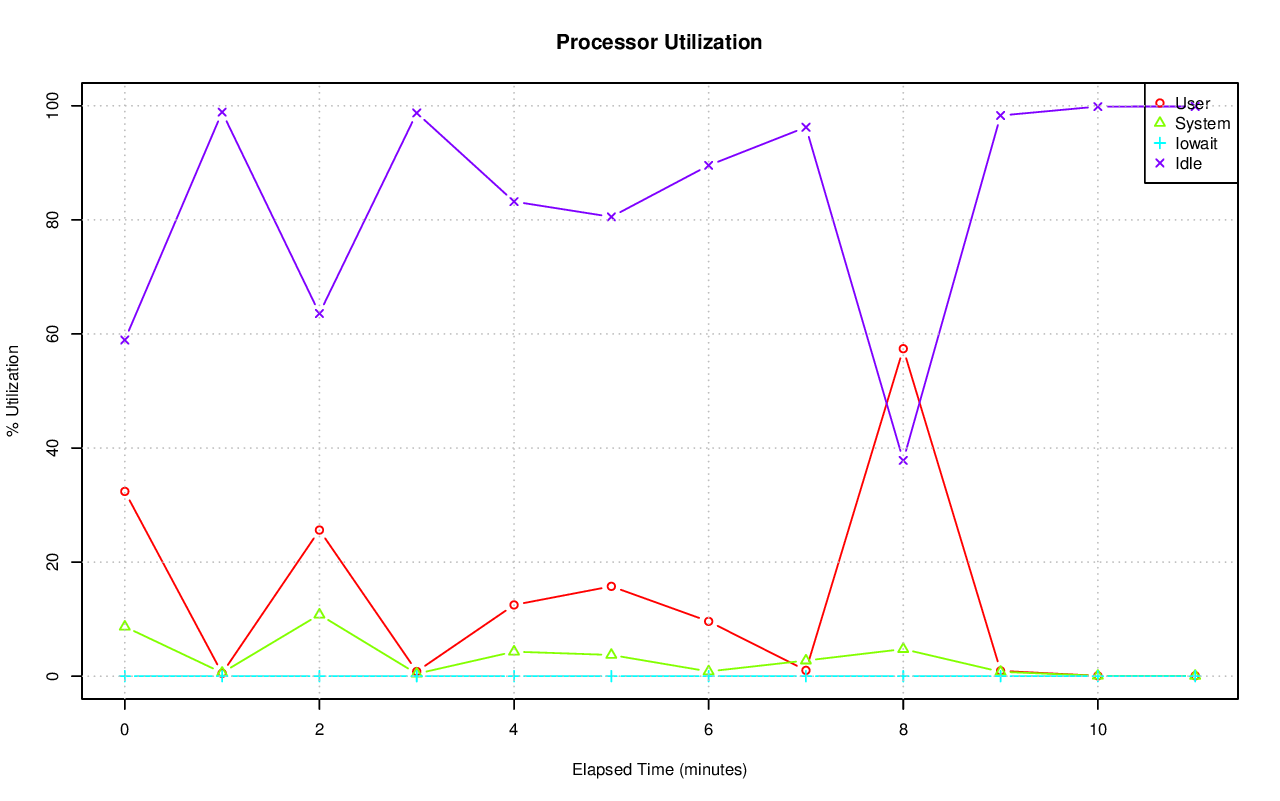 Processor Utilization
User
System
Iowait
Idle
% Utilization
100
80
60
40
20
0
0 2 4 6 8 10
Elapsed Time (minutes)